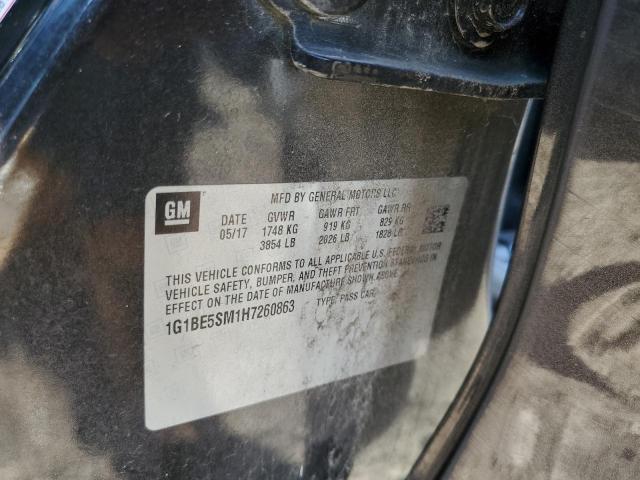 MFD BY GENERAL MOTORS LLC
GM
DATE GVWR GAWR FRT GAWR RR
05/17 1748 KG 919 KG 829 KG
3854 LB 2026 LB 1828 LB
THIS VEHICLE CONFORMS TO ALL APPLICABLE U.S. FEDERAL MOTOR
VEHICLE SAFETY, BUMPER, AND THEFT PREVENTION STANDARDS IN
EFFECT ON THE DATE OF MANUFACTURE SHOWN ABOVE.
1G1BE5SM1H7260863 TYPE: PASS CAR